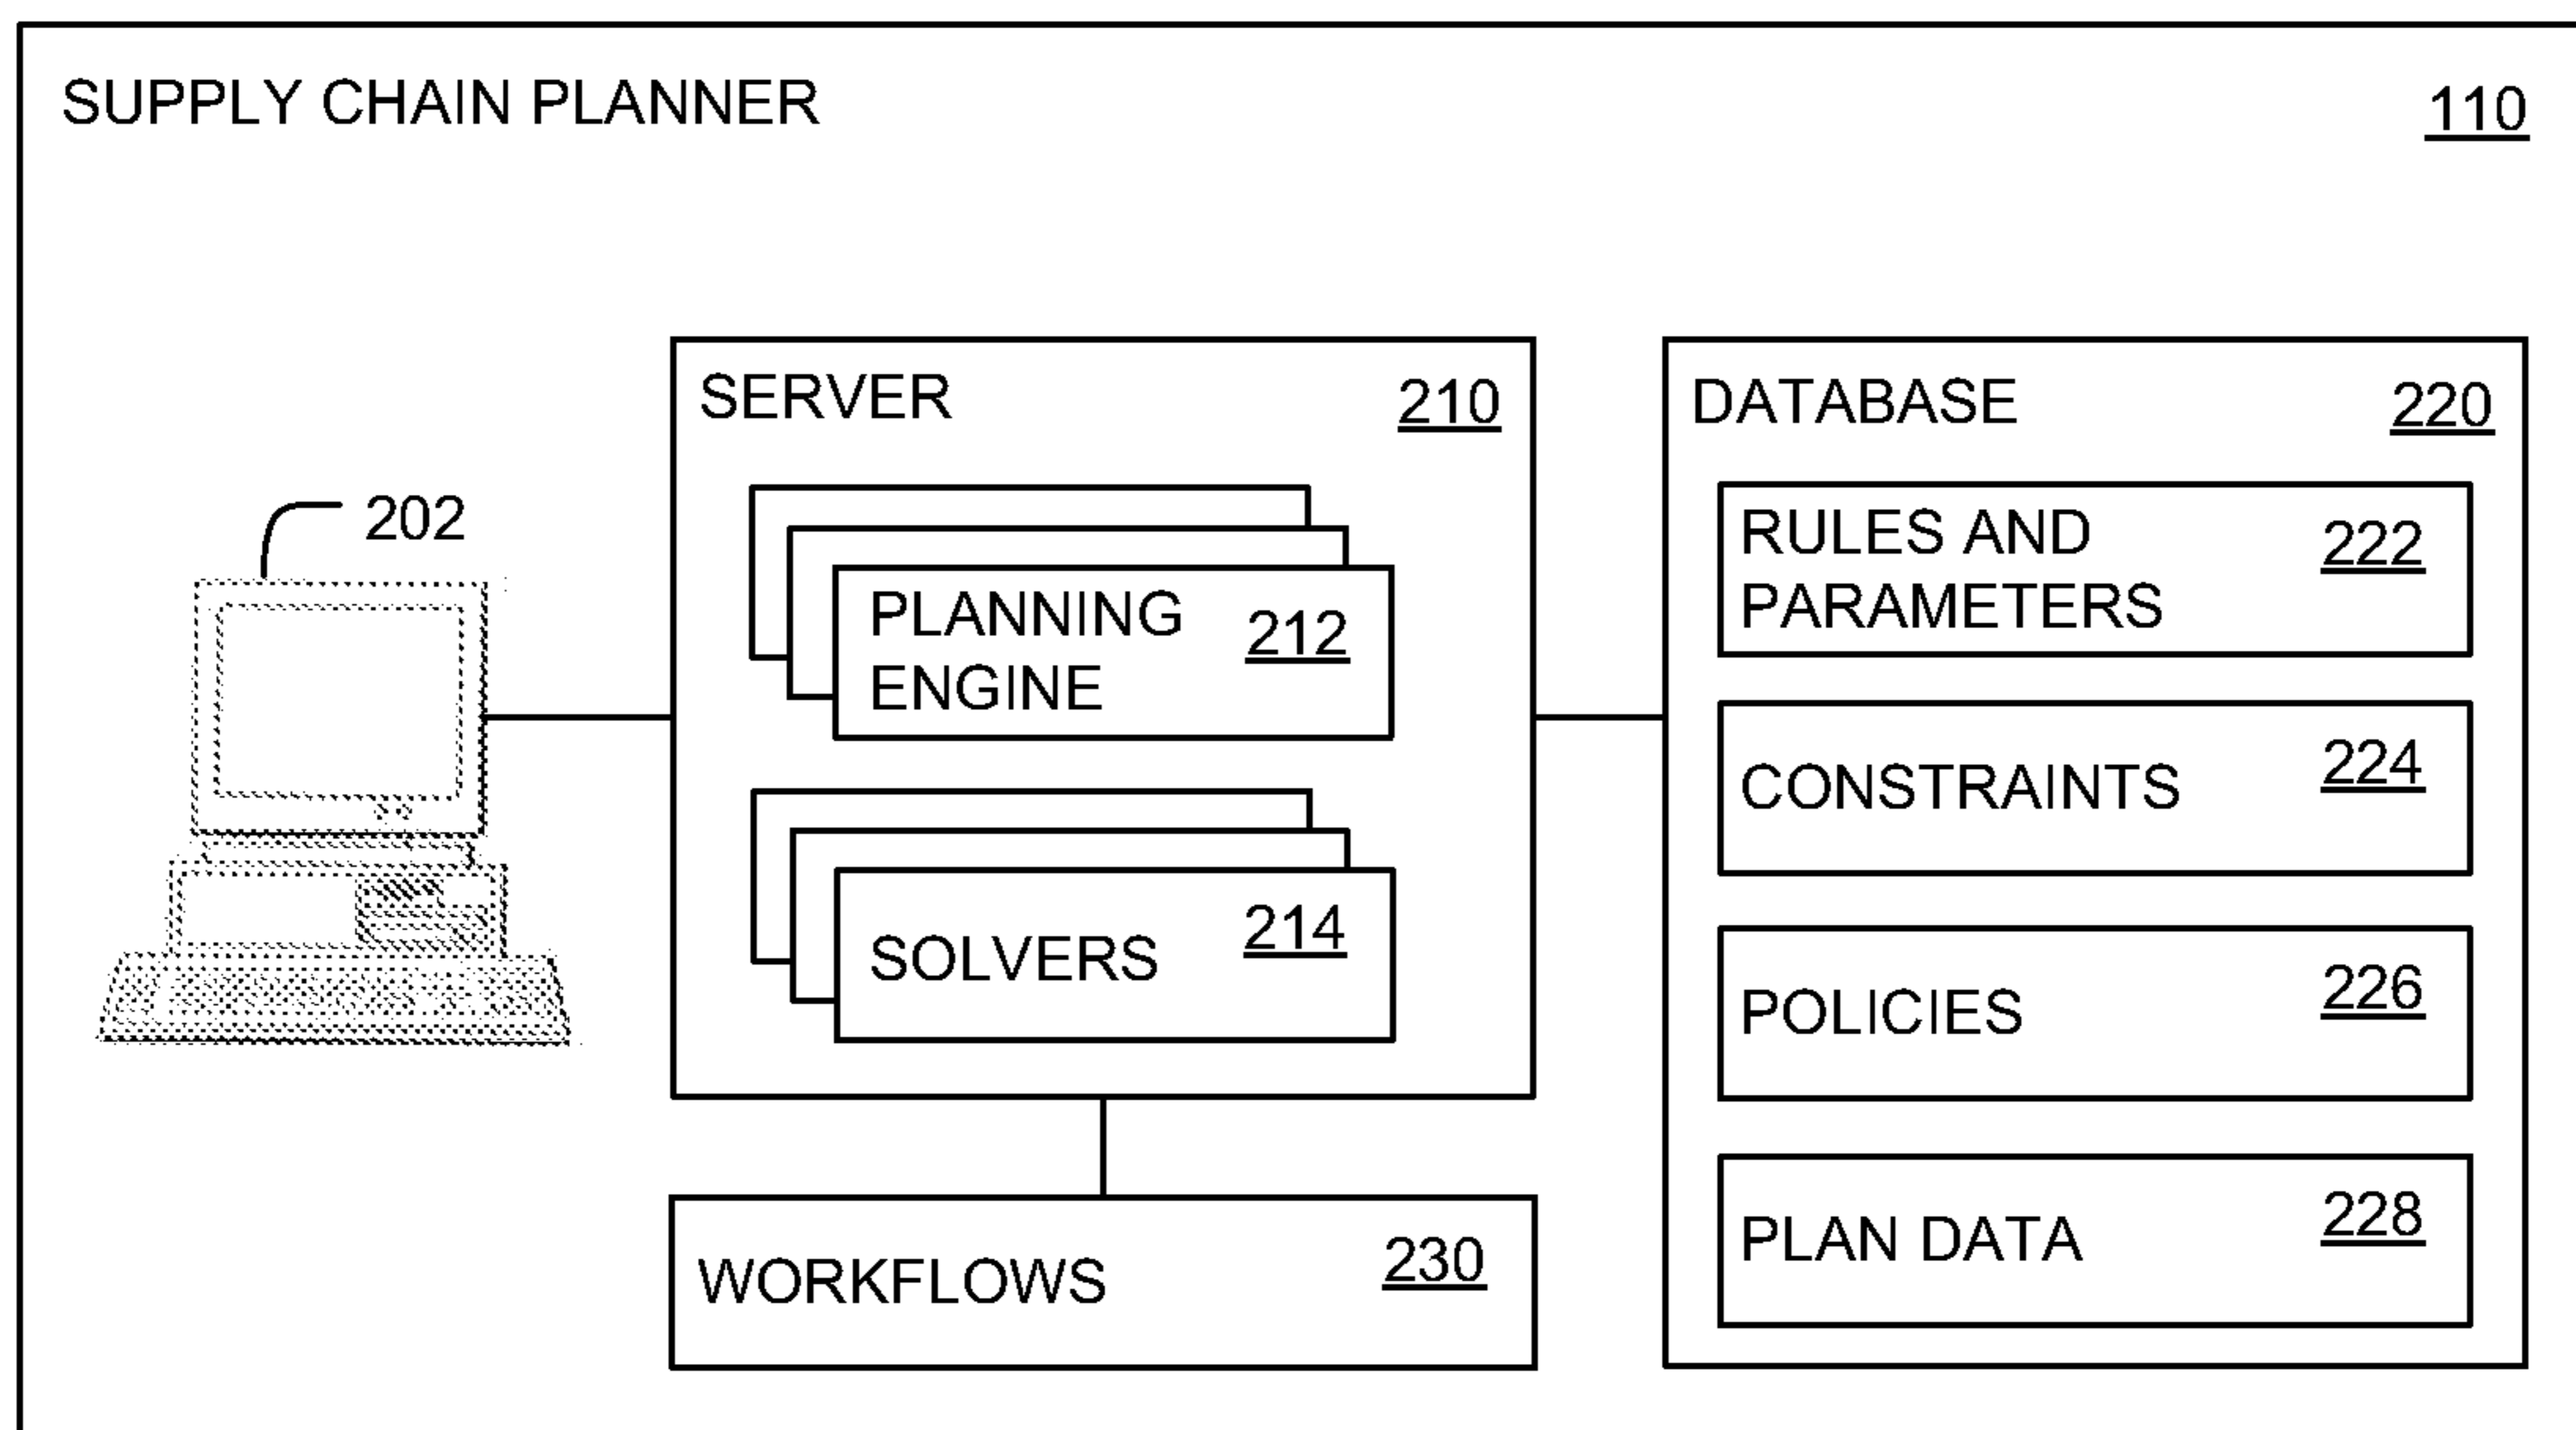 SUPPLY CHAIN PLANNER 110
202
SERVER 210
PLANNING 212
ENGINE
SOLVERS 214
WORKFLOWS 230
DATABASE 220
RULES AND 222
PARAMETERS
CONSTRAINTS 224
POLICIES 226
PLAN DATA 228